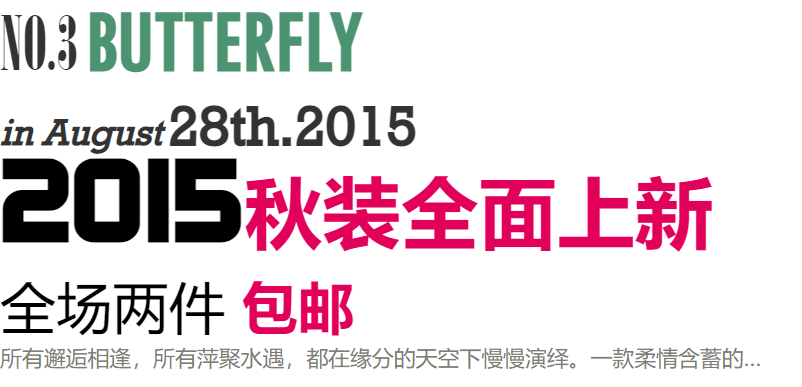 NO.3 BUTTERFLY
in August 28th.2015
2015秋装全面上新
全场两件 包邮
所有邂逅相逢，所有萍聚水遇，都在缘分的天空下慢慢演绎。一款柔情含蓄的...